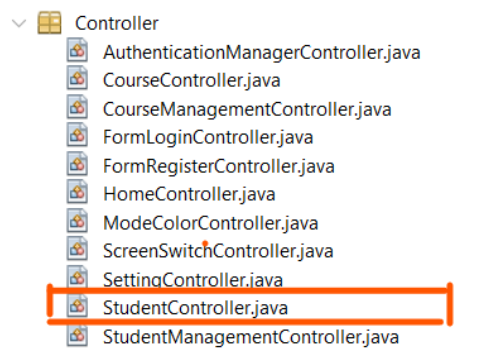 Controller
AuthenticationManagerController.java
CourseController.java
CourseManagementController.java
FormLoginController.java
FormRegisterController.java
HomeController.java
ModeColorController.java
ScreenSwitchController.java
SettingController.java
StudentController.java
StudentManagementController.java